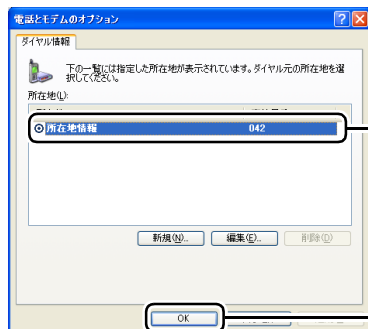 電話とモデムのオプション
ダイヤル情報
下の一覧には指定した所在地が表示されています。ダイヤル元の所在地を選
択してください。
所在地(L):
所在地情報 042
新規(N)... 編集(E)... 削除(D)
OK